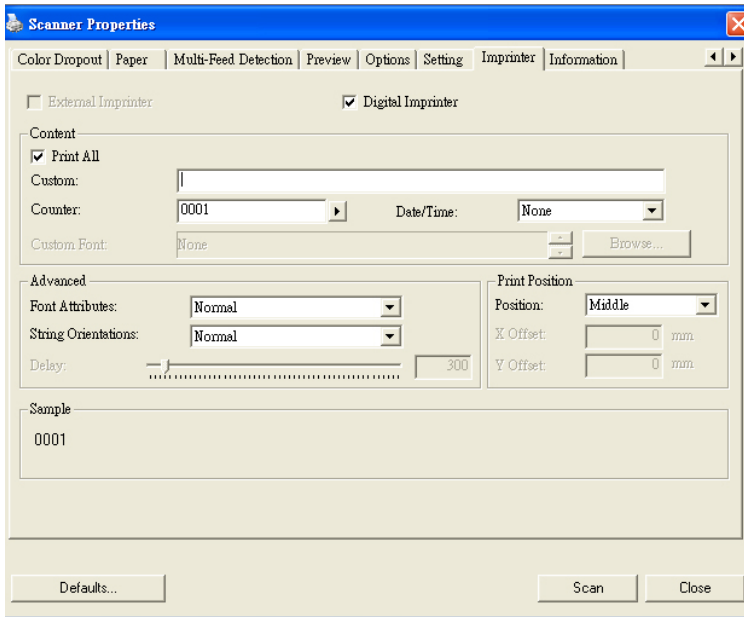 Scanner Properties
Color Dropout Paper Multi-Feed Detection Preview Options Setting Imprinter Information
External Imprinter Digital Imprinter
Content
Print All
Custom:
Counter: 0001 Date/Time: None
Custom Font: None Browse...
Advanced Print Position
Font Attributes: Normal Position: Middle
String Orientations: Normal X Offset: 0 mm
Delay: 300 Y Offset: 0 mm
Sample
0001
Defaults... Scan Close